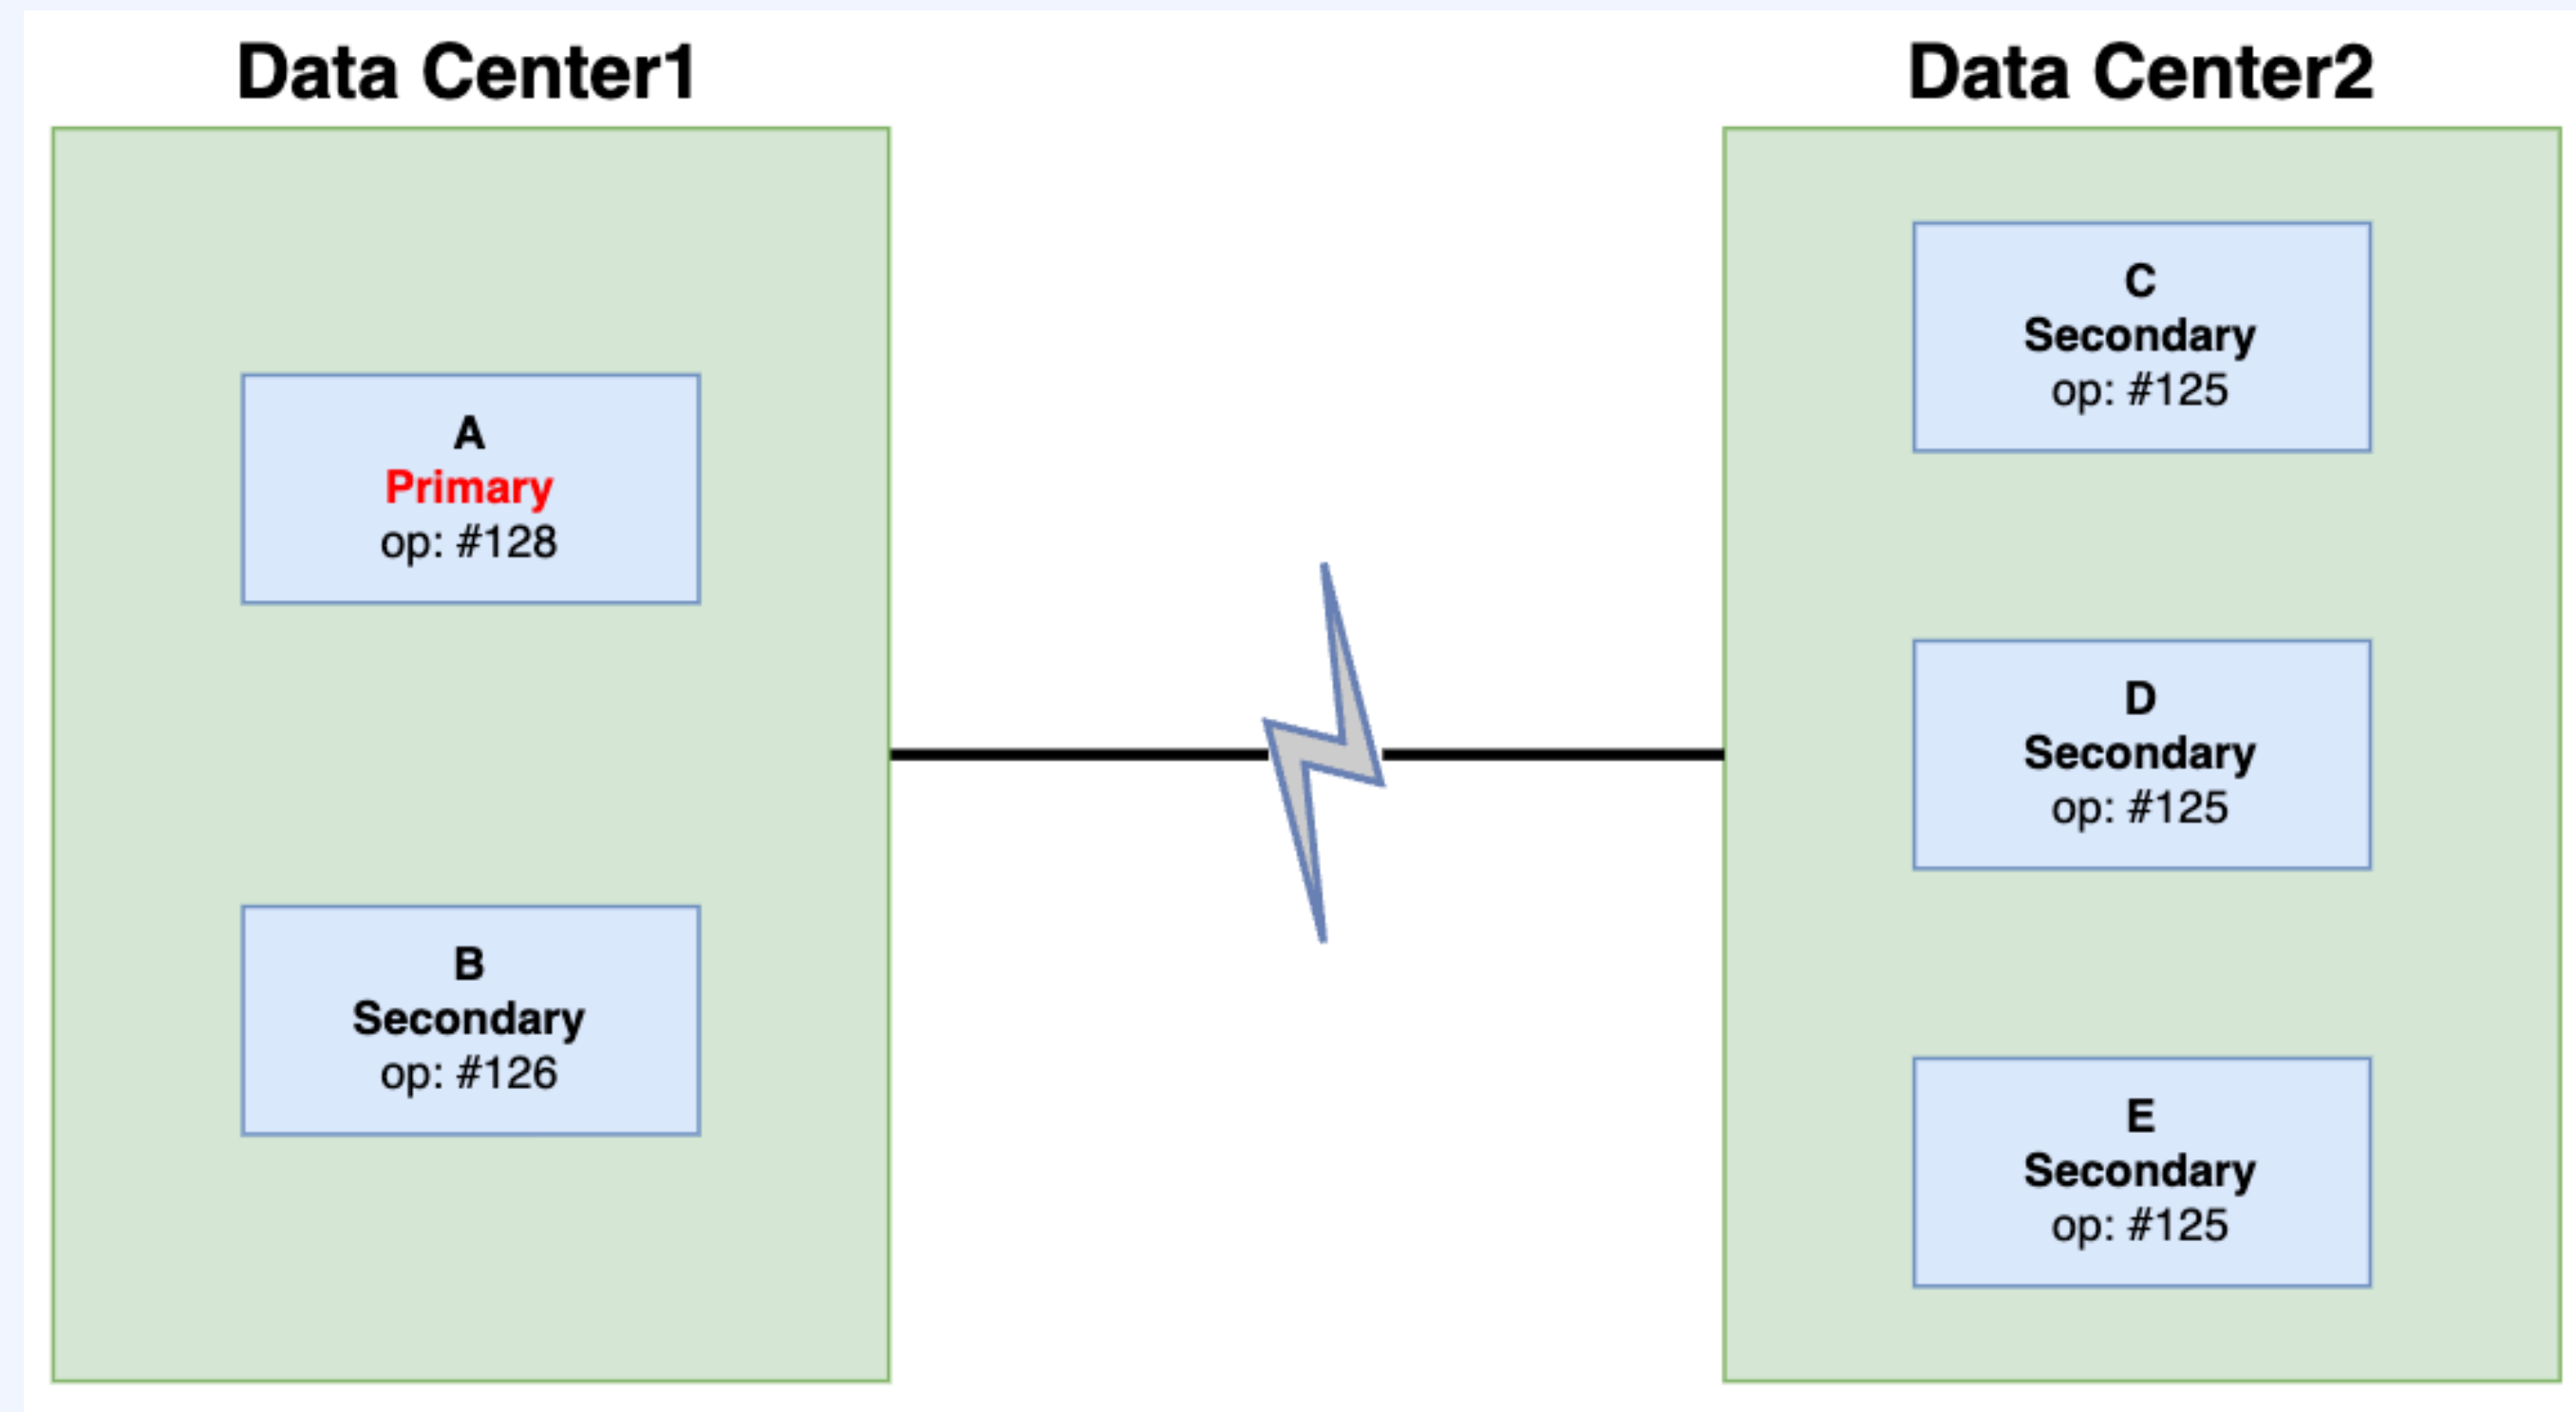 Data Center1
A
Primary
op: #128
B
Secondary
op: #126
Data Center2
C
Secondary
op: #125
D
Secondary
op: #125
E
Secondary
op: #125